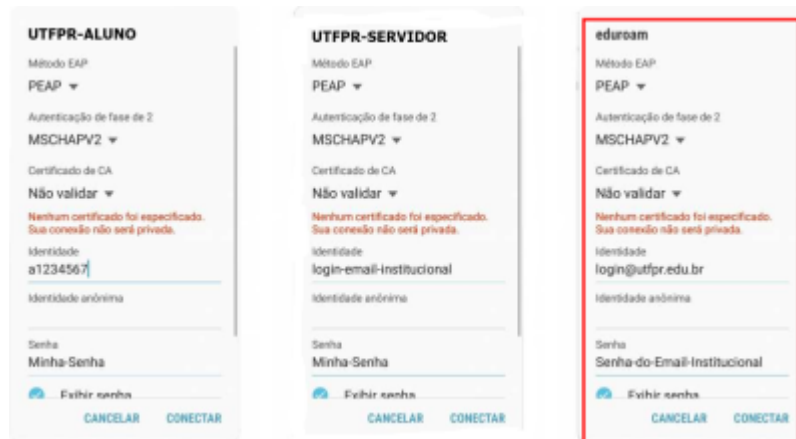 UTFPR-ALUNO
Método EAP
PEAP
Autenticação de fase de 2
MSCHAPV2
Certificado de CA
Não validar
Nenhum certificado foi especificado.
Sua conexão não será privada.
Identidade
a1234567
Identidade anônima
Senha
Minha-Senha
Exibir senha
CANCELAR CONECTAR
UTFPR-SERVIDOR
Método EAP
PEAP
Autenticação de fase de 2
MSCHAPV2
Certificado de CA
Não validar
Nenhum certificado foi especificado.
Sua conexão não será privada.
Identidade
login-email-institucional
Identidade anônima
Senha
Minha-Senha
Exibir senha
CANCELAR CONECTAR
eduroam
Método EAP
PEAP
Autenticação de fase de 2
MSCHAPV2
Certificado de CA
Não validar
Nenhum certificado foi especificado.
Sua conexão não será privada.
Identidade
login@utfpr.edu.br
Identidade anônima
Senha
Senha-do-Email-Institucional
Exibir senha
CANCELAR CONECTAR